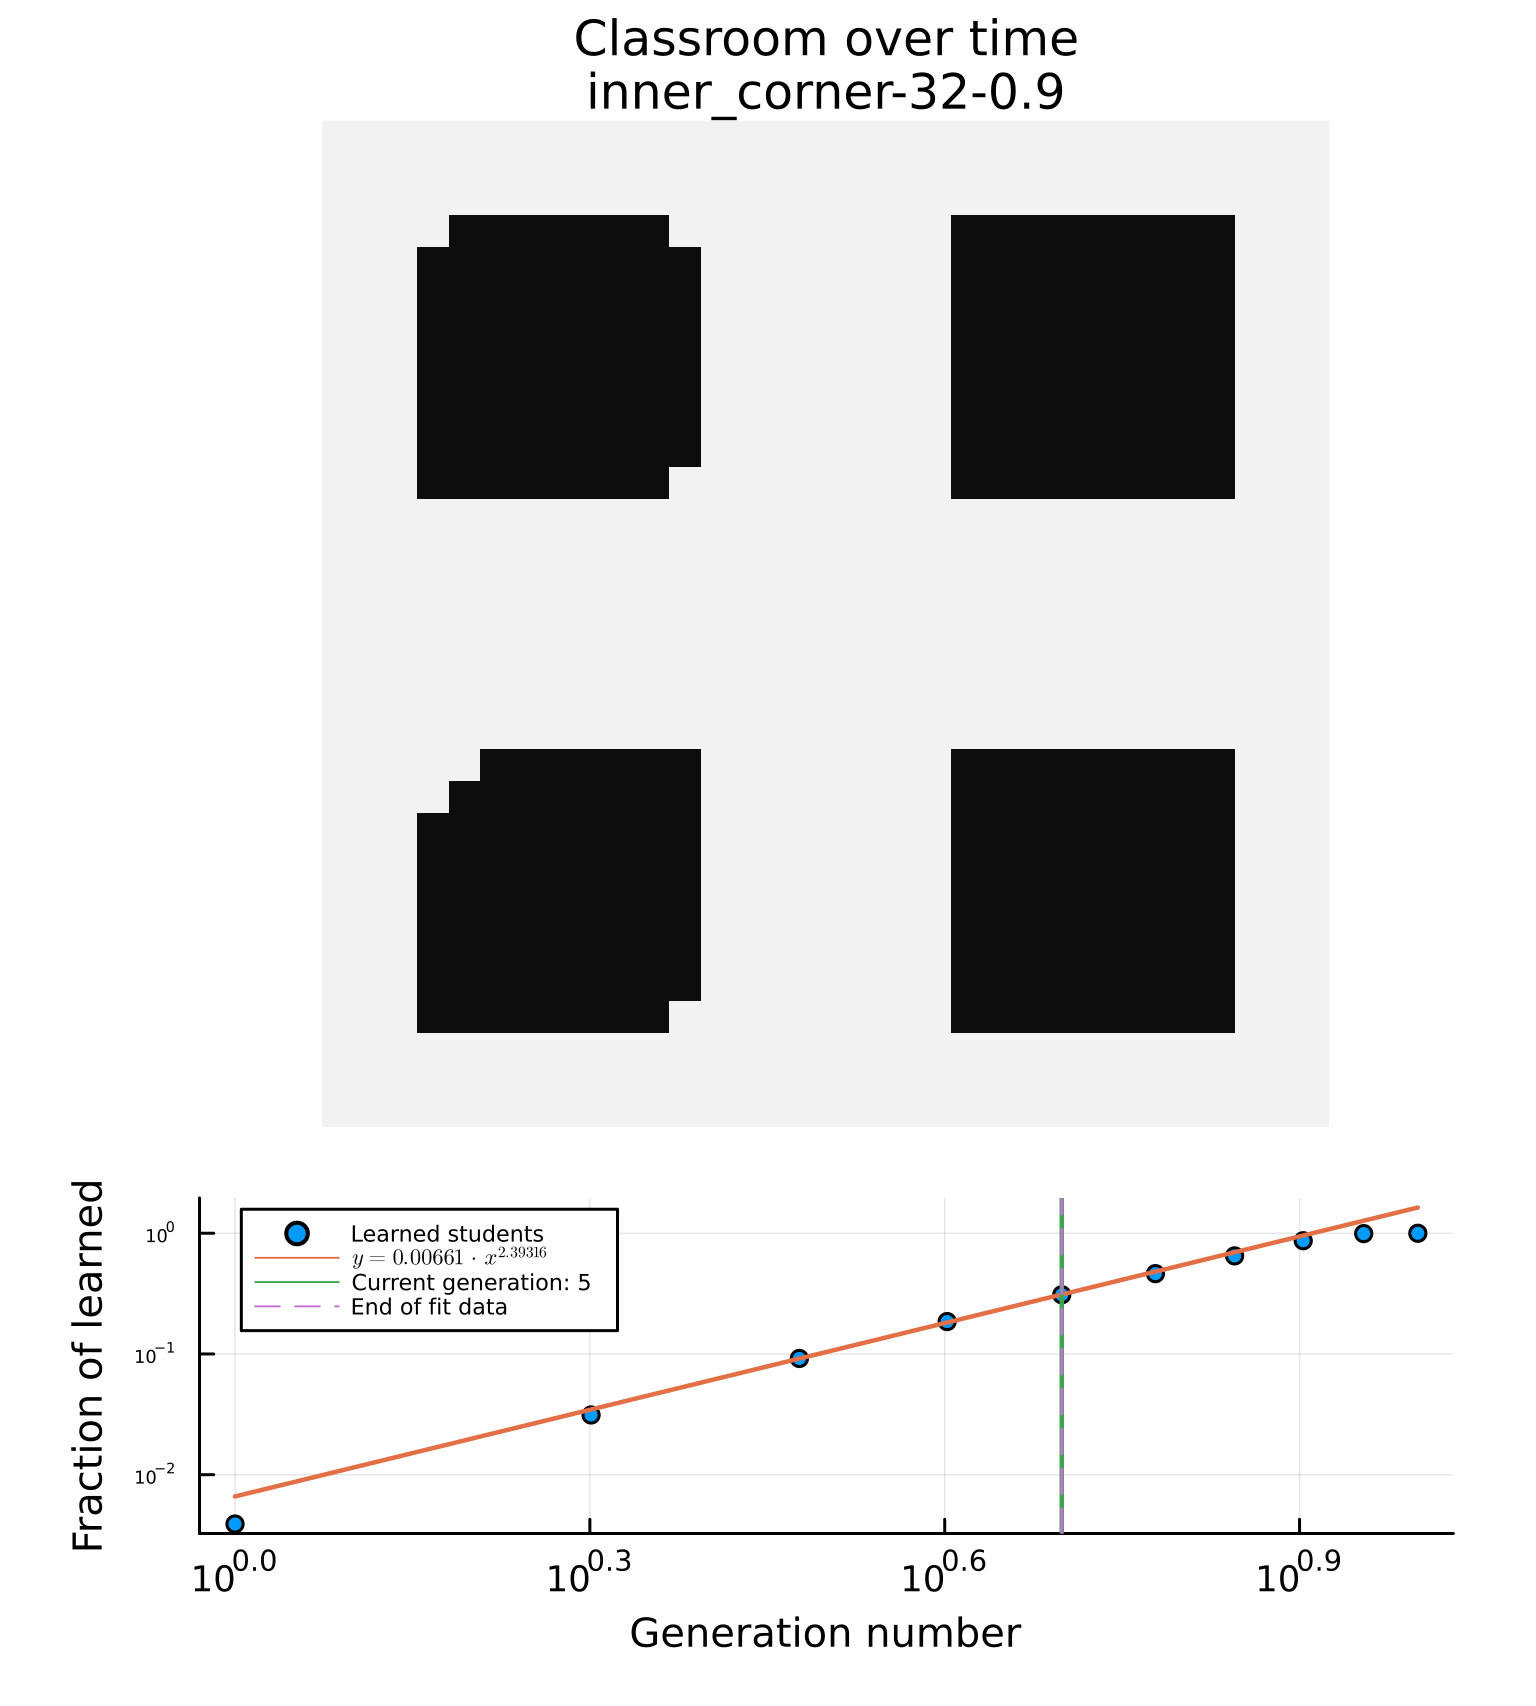 Classroom over time
inner_corner-32-0.9
Fraction of learned
10^0
10^-1
10^-2
Learned students
y = 0.00661 · x^2.39316
Current generation: 5
End of fit data
10^0.0 10^0.3 10^0.6 10^0.9
Generation number